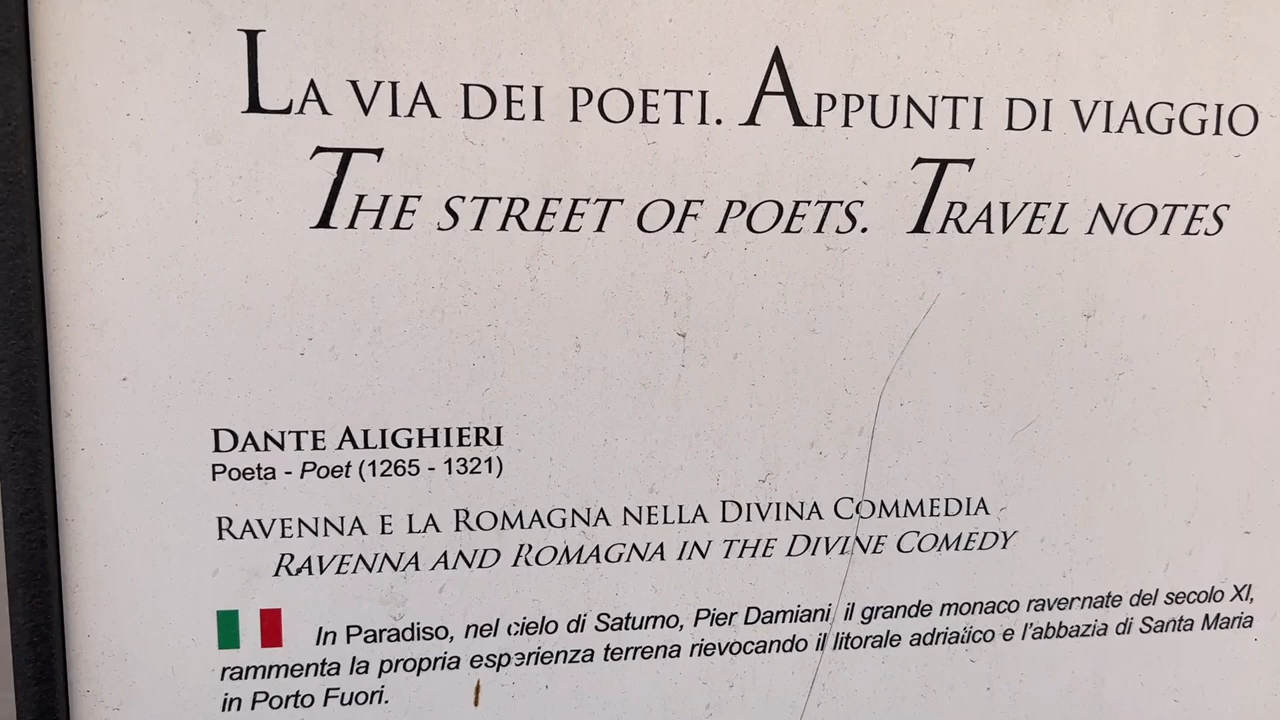 LA VIA DEI POETI. APPUNTI DI VIAGGIO
THE STREET OF POETS. TRAVEL NOTES
DANTE ALIGHIERI
Poeta - Poet (1265 - 1321)
RAVENNA E LA ROMAGNA NELLA DIVINA COMMEDIA
RAVENNA AND ROMAGNA IN THE DIVINE COMEDY
In Paradiso, nel cielo di Saturno, Pier Damiani, il grande monaco ravennate del secolo XI,
rammenta la propria esperienza terrena rievocando il litorale adriatico e l'abbazia di Santa Maria
in Porto Fuori.